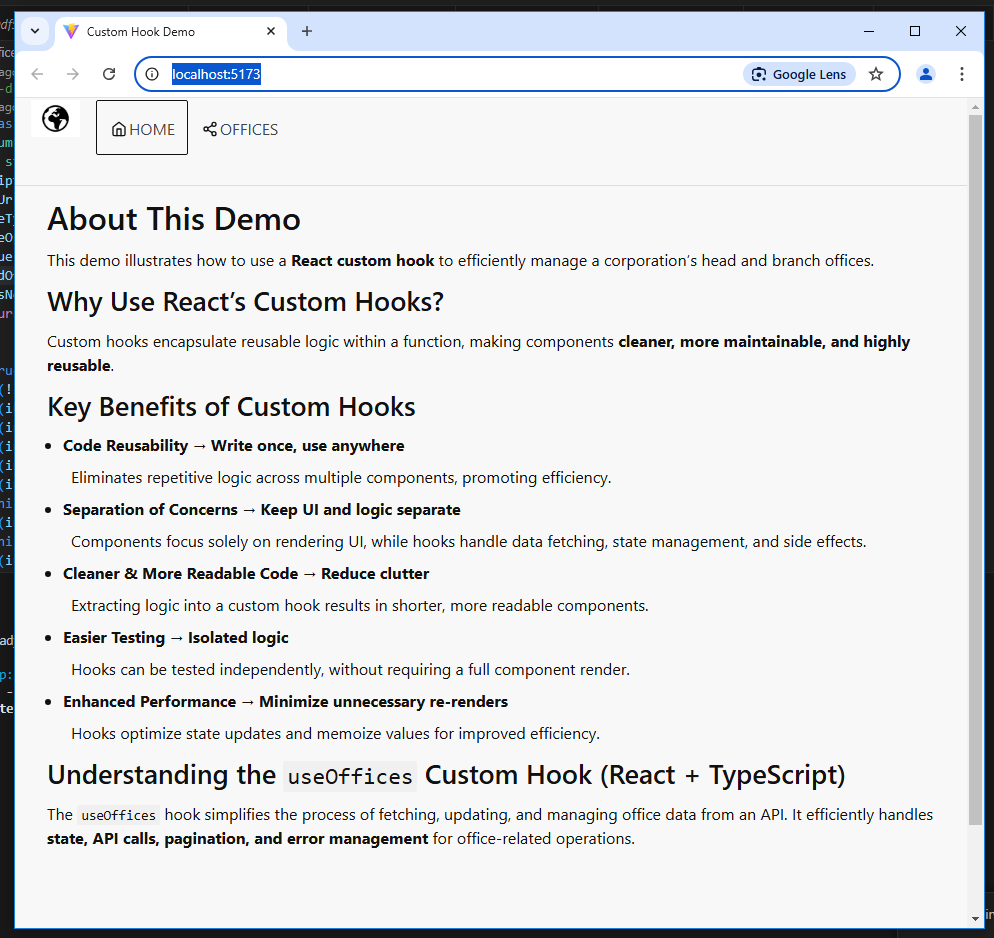 Custom Hook Demo
localhost:5173
Google Lens
HOME
OFFICES
About This Demo
This demo illustrates how to use a React custom hook to efficiently manage a corporation’s head and branch offices.
Why Use React’s Custom Hooks?
Custom hooks encapsulate reusable logic within a function, making components cleaner, more maintainable, and highly
reusable.
Key Benefits of Custom Hooks
• Code Reusability → Write once, use anywhere
Eliminates repetitive logic across multiple components, promoting efficiency.
• Separation of Concerns → Keep UI and logic separate
Components focus solely on rendering UI, while hooks handle data fetching, state management, and side effects.
• Cleaner & More Readable Code → Reduce clutter
Extracting logic into a custom hook results in shorter, more readable components.
• Easier Testing → Isolated logic
Hooks can be tested independently, without requiring a full component render.
• Enhanced Performance → Minimize unnecessary re-renders
Hooks optimize state updates and memoize values for improved efficiency.
Understanding the useOffices Custom Hook (React + TypeScript)
The useOffices hook simplifies the process of fetching, updating, and managing office data from an API. It efficiently handles
state, API calls, pagination, and error management for office-related operations.